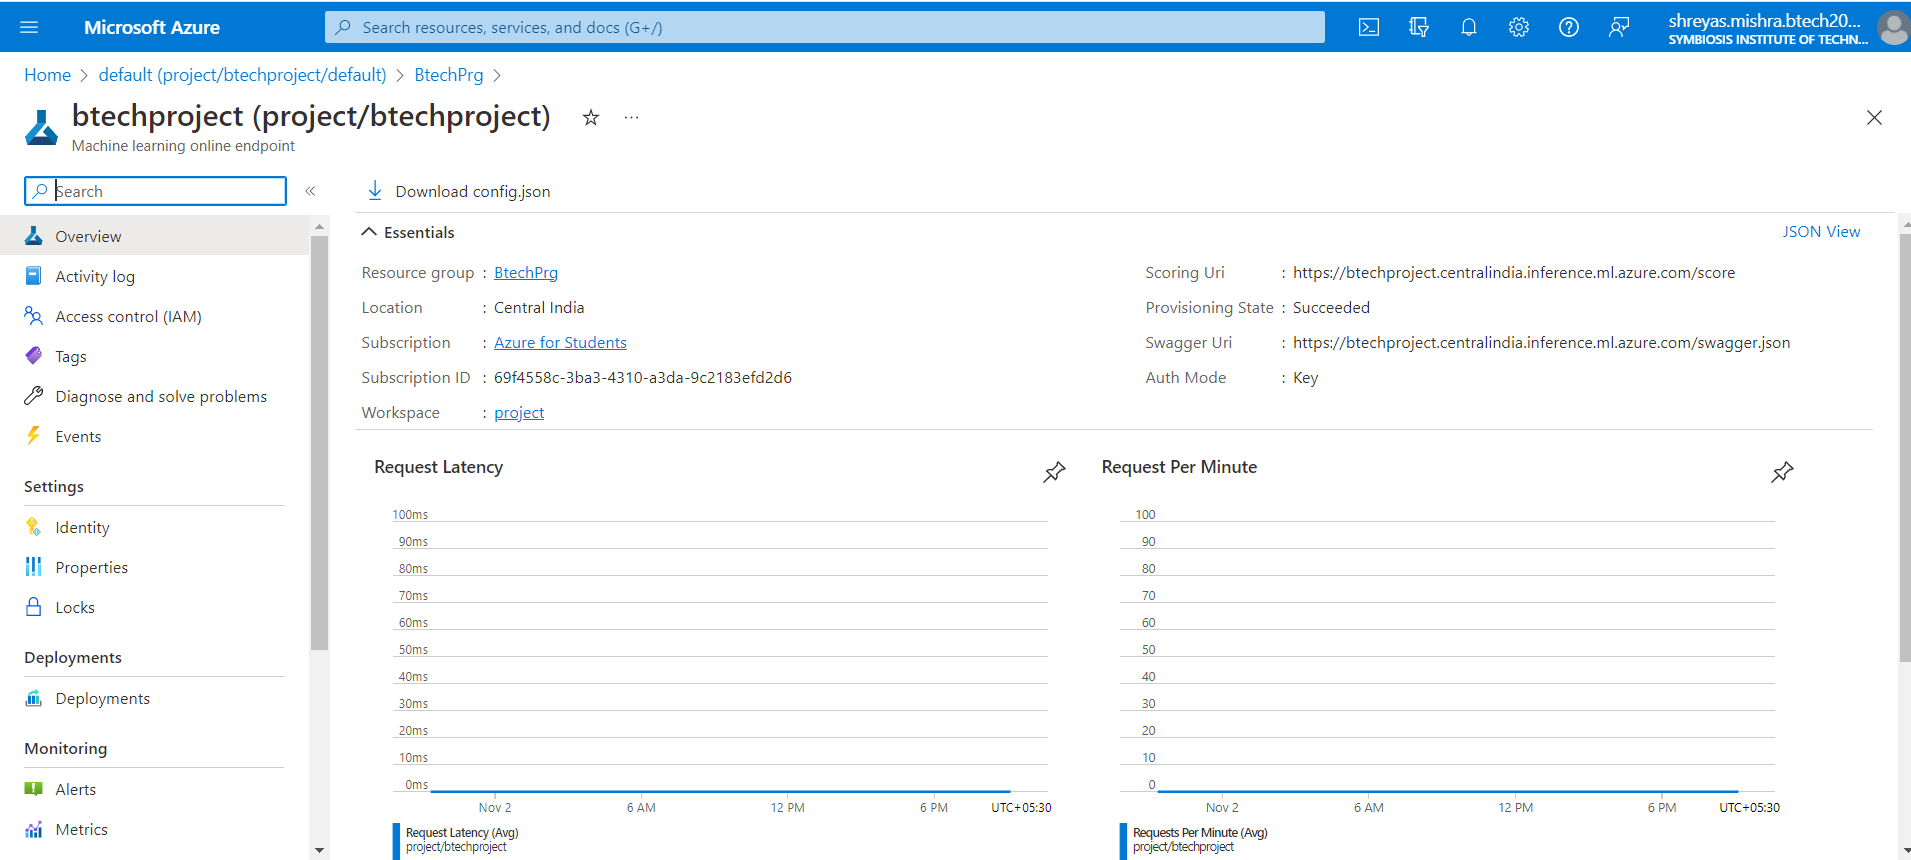 Microsoft Azure
Search resources, services, and docs (G+/)
shreyas.mishra.btech20...
SYMBIOSIS INSTITUTE OF TECHN...
Home > default (project/btechproject/default) > BtechPrg >
btechproject (project/btechproject)
Machine learning online endpoint
Search
Overview
Activity log
Access control (IAM)
Tags
Diagnose and solve problems
Events
Settings
Identity
Properties
Locks
Deployments
Deployments
Monitoring
Alerts
Metrics
Download config.json
Essentials
JSON View
Resource group : BtechPrg
Location : Central India
Subscription : Azure for Students
Subscription ID : 69f4558c-3ba3-4310-a3da-9c2183efd2d6
Workspace : project
Scoring Uri : https://btechproject.centralindia.inference.ml.azure.com/score
Provisioning State : Succeeded
Swagger Uri : https://btechproject.centralindia.inference.ml.azure.com/swagger.json
Auth Mode : Key
Request Latency
100ms
90ms
80ms
70ms
60ms
50ms
40ms
30ms
20ms
10ms
0ms
Nov 2 6 AM 12 PM 6 PM UTC+05:30
Request Latency (Avg)
project/btechproject
Request Per Minute
100
90
80
70
60
50
40
30
20
10
0
Nov 2 6 AM 12 PM 6 PM UTC+05:30
Requests Per Minute (Avg)
project/btechproject